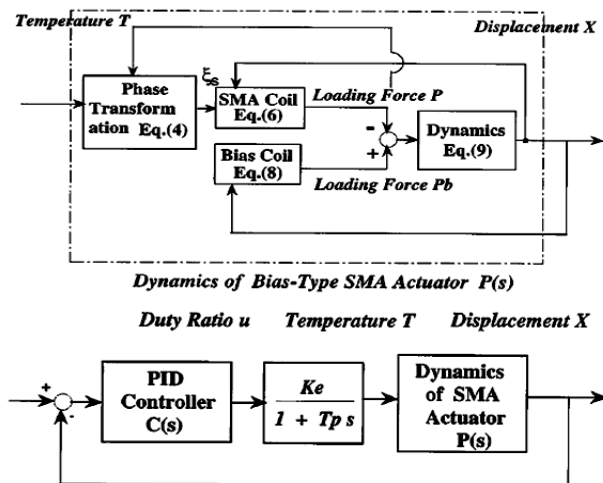 Temperature T
Displacement X
Phase
Transform
ation Eq.(4)
ξs
SMA Coil
Eq.(6)
Loading Force P
-
+
Dynamics
Eq.(9)
Bias Coil
Eq.(8)
Loading Force Pb
Dynamics of Bias-Type SMA Actuator P(s)
Duty Ratio u Temperature T Displacement X
+
-
PID
Controller
C(s)
Ke
1 + Tp s
Dynamics
of SMA
Actuator
P(s)